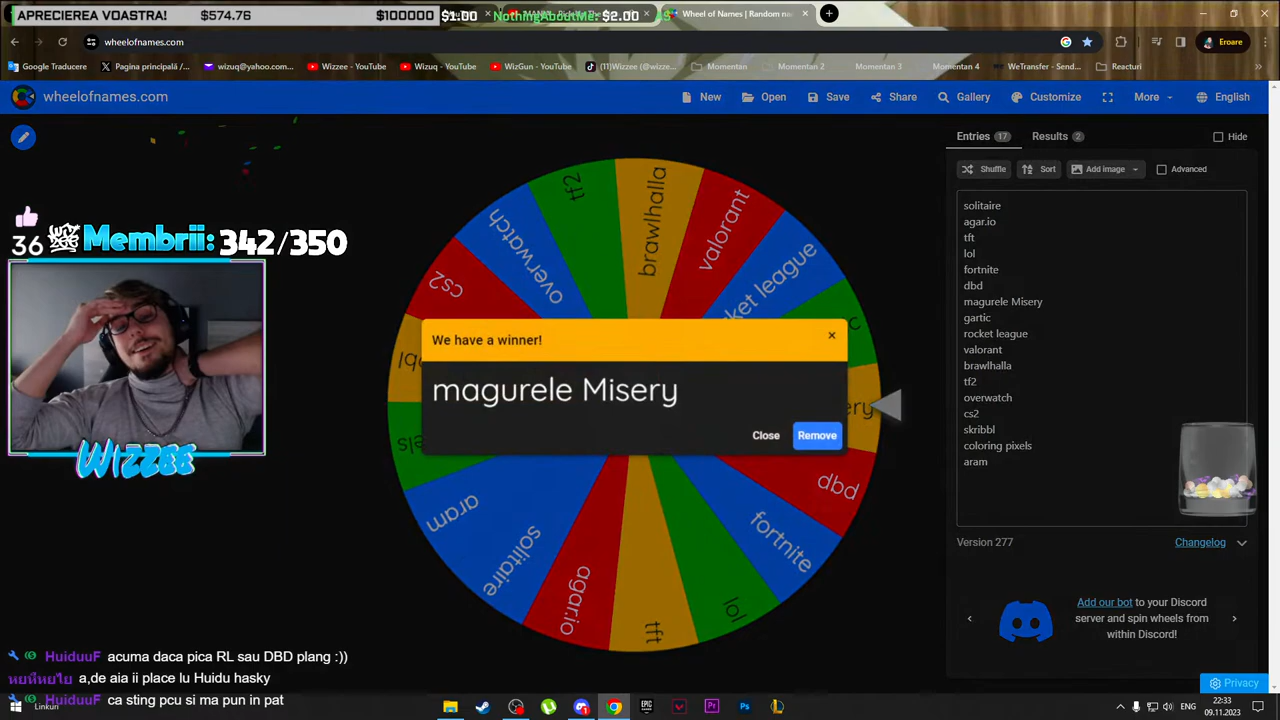 APRECIEREA VOASTRA! $574.76 $100000 $1.00 NothingAboutMe: $2.00
Wheel of Names | Random na
wheelofnames.com
Eroare
Google Traducere Pagina principală /... wizuq@yahoo.com... Wizzee - YouTube Wizuq - YouTube WizGun - YouTube (11)Wizzee (@wizze... Momentan Momentan 2 Momentan 3 Momentan 4 WeTransfer - Send... Reacturi
wheelofnames.com New Open Save Share Gallery Customize More English
Entries 17 Results 2 Hide
Shuffle Sort Add image Advanced
solitaire
agar.io
tft
lol
fortnite
dbd
magurele Misery
gartic
rocket league
valorant
brawlhalla
tf2
overwatch
cs2
skribbl
coloring pixels
aram
Version 277 Changelog
Add our bot to your Discord
server and spin wheels from
within Discord!
Privacy
36 Membrii: 342/350
WIZZEE
tf2
brawlhalla
valorant
overwatch
cket league
cs2
c
bbl
ery
els
dbd
aram
fortnite
solitaire
agar.io
tft
lol
We have a winner!
magurele Misery
Close Remove
HuiduuF acuma daca pica RL sau DBD plang :))
a,de aia ii place lu Huidu hasky
HuiduuF ca sting pcu si ma pun in pat
Linkuri
ENG 22:33
09.11.2023